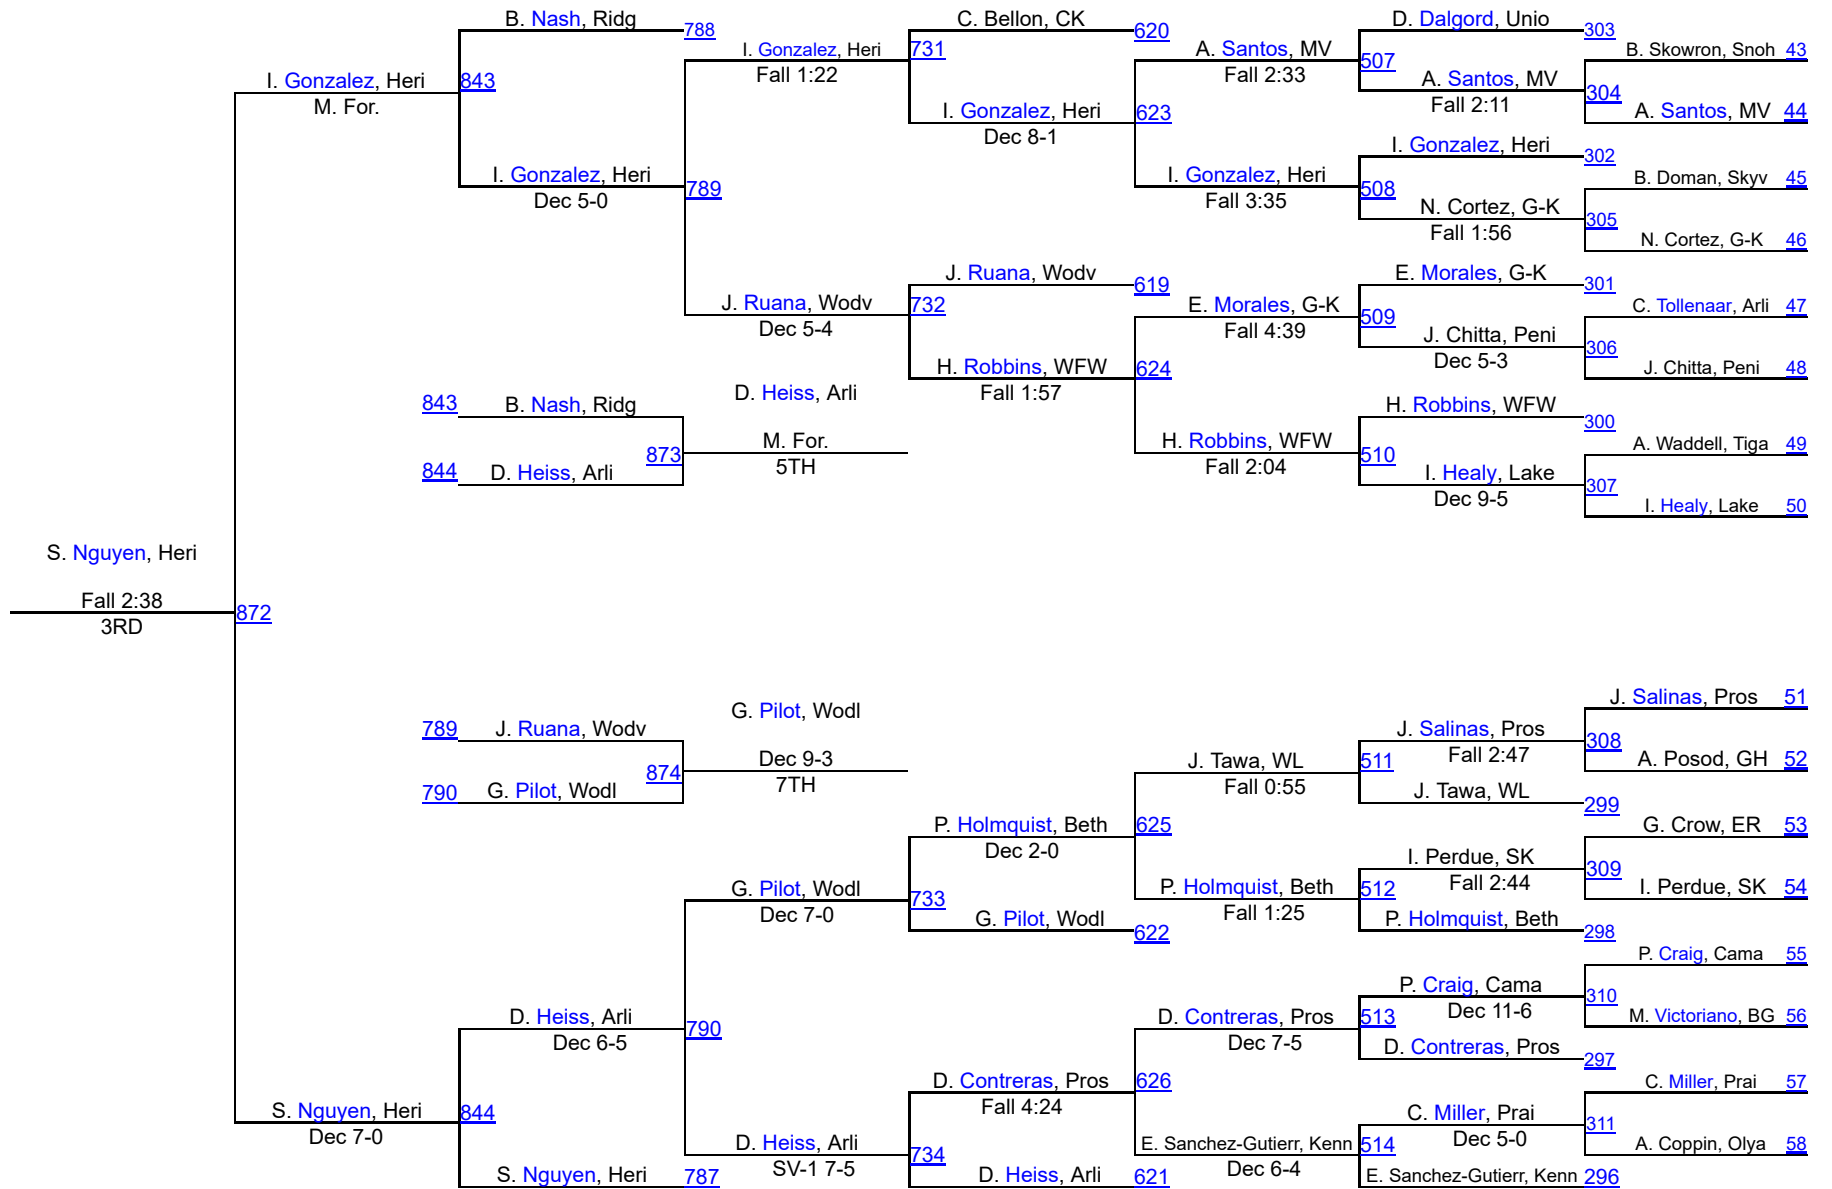 B. Nash, Ridg
788
C. Bellon, CK
620
D. Dalgord, Unio
303
I. Gonzalez, Heri
Fall 1:22
731
A. Santos, MV
Fall 2:33
507
B. Skowron, Snoh 43
I. Gonzalez, Heri
M. For.
843
A. Santos, MV
Fall 2:11
304
I. Gonzalez, Heri
Dec 8-1
623
A. Santos, MV 44
I. Gonzalez, Heri
302
I. Gonzalez, Heri
Dec 5-0
789
I. Gonzalez, Heri
Fall 3:35
508
B. Doman, Skyv 45
N. Cortez, G-K
Fall 1:56
305
N. Cortez, G-K 46
J. Ruana, Wodv
619
E. Morales, G-K
301
J. Ruana, Wodv
Dec 5-4
732
E. Morales, G-K
Fall 4:39
509
C. Tollenaar, Arli 47
J. Chitta, Peni
Dec 5-3
306
H. Robbins, WFW
Fall 1:57
624
J. Chitta, Peni 48
D. Heiss, Arli
843 B. Nash, Ridg
H. Robbins, WFW
300
M. For.
5TH
873
H. Robbins, WFW
Fall 2:04
510
A. Waddell, Tiga 49
844 D. Heiss, Arli
I. Healy, Lake
Dec 9-5
307
I. Healy, Lake 50
S. Nguyen, Heri
Fall 2:38
3RD
872
J. Salinas, Pros 51
G. Pilot, Wodl
789 J. Ruana, Wodv
J. Salinas, Pros
Fall 2:47
308
Dec 9-3
7TH
874
J. Tawa, WL
Fall 0:55
511
A. Posod, GH 52
790 G. Pilot, Wodl
J. Tawa, WL
299
P. Holmquist, Beth
Dec 2-0
625
G. Crow, ER 53
I. Perdue, SK
Fall 2:44
309
G. Pilot, Wodl
Dec 7-0
733
P. Holmquist, Beth
Fall 1:25
512
I. Perdue, SK 54
G. Pilot, Wodl
622
P. Holmquist, Beth
298
P. Craig, Cama 55
P. Craig, Cama
Dec 11-6
310
D. Heiss, Arli
Dec 6-5
790
D. Contreras, Pros
Dec 7-5
513
M. Victoriano, BG 56
D. Contreras, Pros
297
D. Contreras, Pros
Fall 4:24
626
C. Miller, Prai 57
S. Nguyen, Heri
Dec 7-0
844
C. Miller, Prai
Dec 5-0
311
D. Heiss, Arli
SV-1 7-5
734
E. Sanchez-Gutierr, Kenn
Dec 6-4
514
A. Coppin, Olya 58
S. Nguyen, Heri
787
D. Heiss, Arli
621
E. Sanchez-Gutierr, Kenn
296